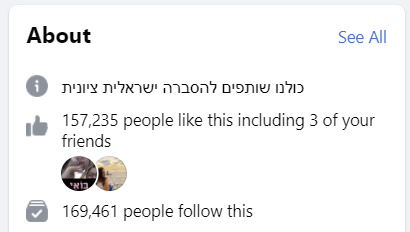 About
See All
כולנו שותפים להסברה ישראלית ציונית
157,235 people like this including 3 of your
friends
בואי
169,461 people follow this